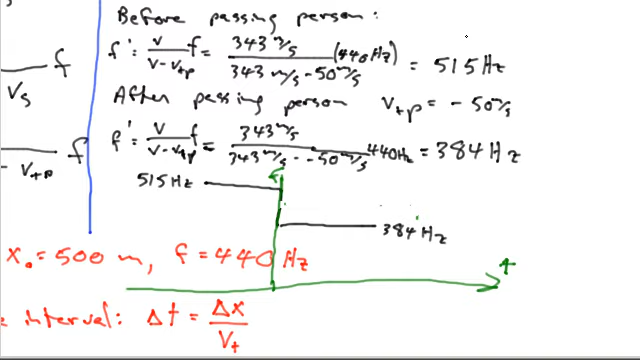 Before passing person:
f' = v/(v - v_tp) f = 343 m/s / (343 m/s - 50 m/s) (440 Hz) = 515 Hz
f
V_s
After passing person V_tp = - 50 m/s
f' = v/(v - v_tp) f = 343 m/s / (343 m/s - - 50 m/s) 440 Hz = 384 Hz
- V_tp f
515 Hz
384 Hz
x₀ = 500 m, f = 440 Hz
t
e interval: Δt = Δx / V_t